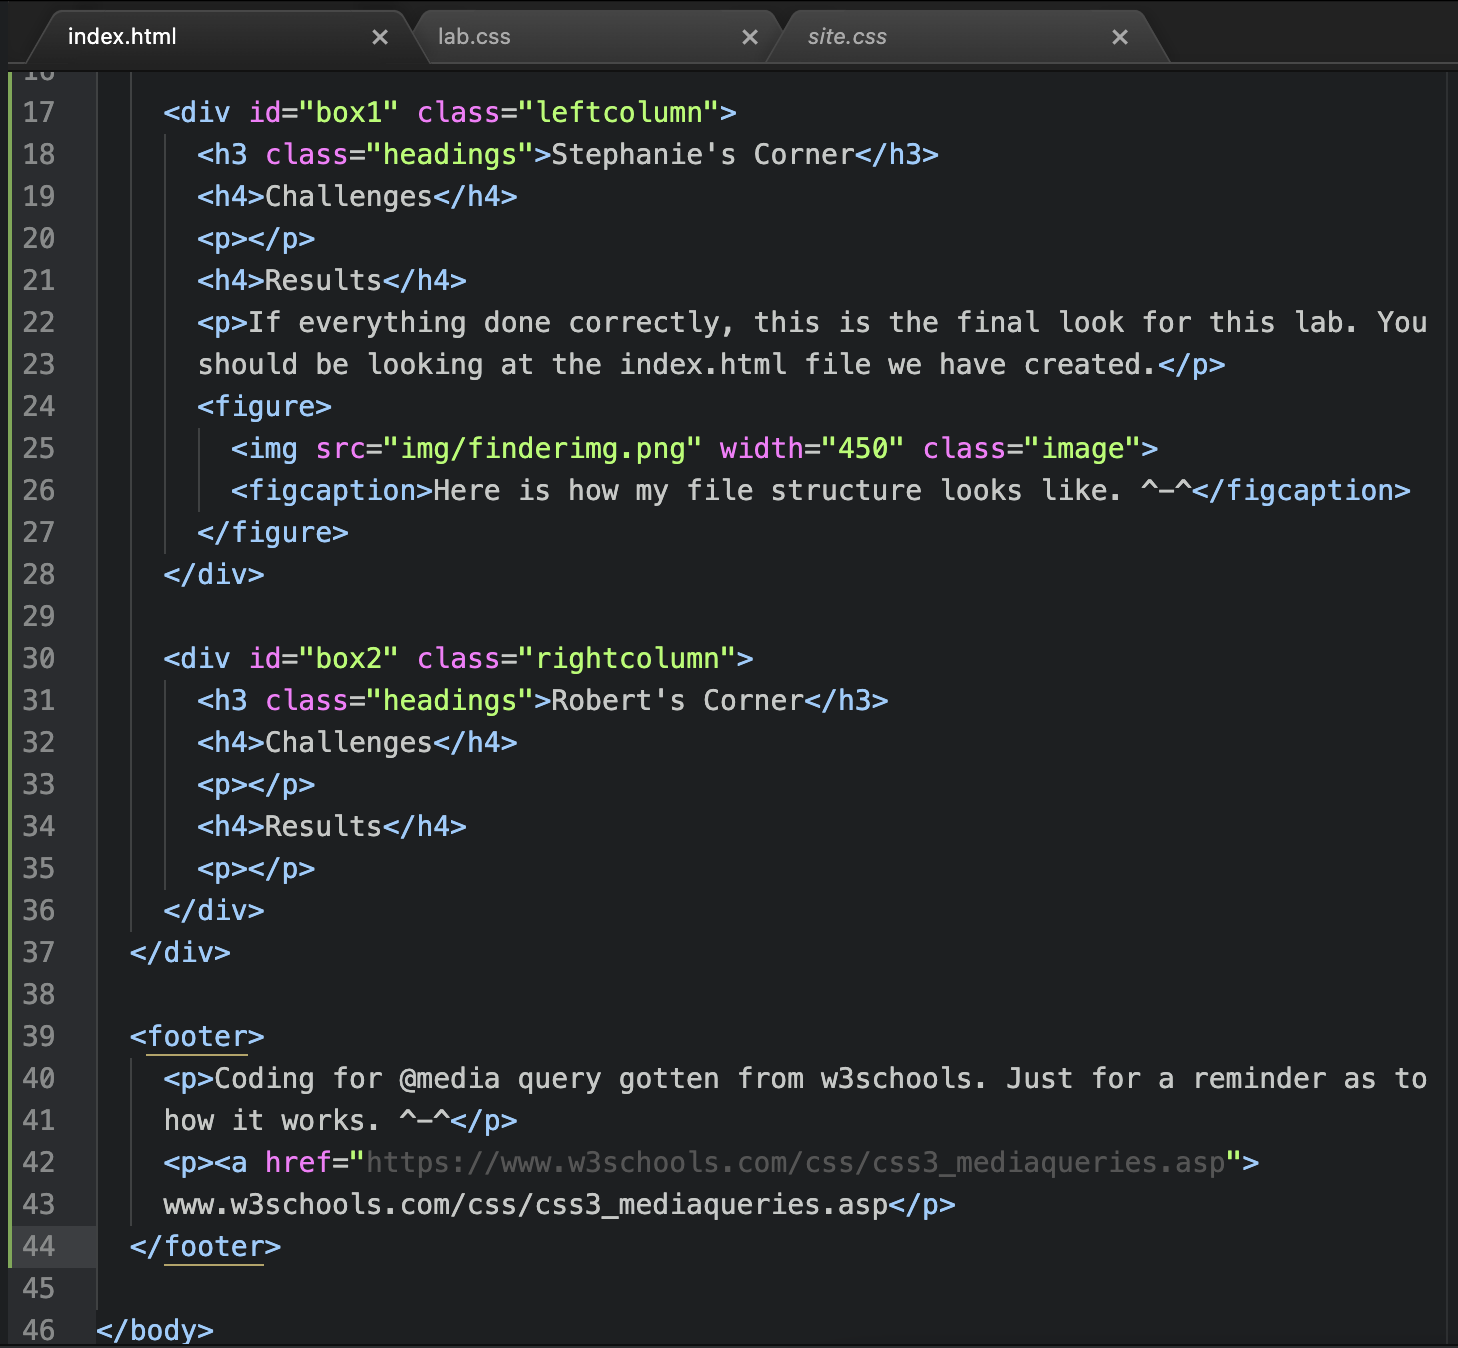 index.html × lab.css × site.css ×
16
17 <div id="box1" class="leftcolumn">
18 <h3 class="headings">Stephanie's Corner</h3>
19 <h4>Challenges</h4>
20 <p></p>
21 <h4>Results</h4>
22 <p>If everything done correctly, this is the final look for this lab. You
23 should be looking at the index.html file we have created.</p>
24 <figure>
25 <img src="img/finderimg.png" width="450" class="image">
26 <figcaption>Here is how my file structure looks like. ^-^</figcaption>
27 </figure>
28 </div>
29
30 <div id="box2" class="rightcolumn">
31 <h3 class="headings">Robert's Corner</h3>
32 <h4>Challenges</h4>
33 <p></p>
34 <h4>Results</h4>
35 <p></p>
36 </div>
37 </div>
38
39 <footer>
40 <p>Coding for @media query gotten from w3schools. Just for a reminder as to
41 how it works. ^-^</p>
42 <p><a href="https://www.w3schools.com/css/css3_mediaqueries.asp">
43 www.w3schools.com/css/css3_mediaqueries.asp</p>
44 </footer>
45
46 </body>